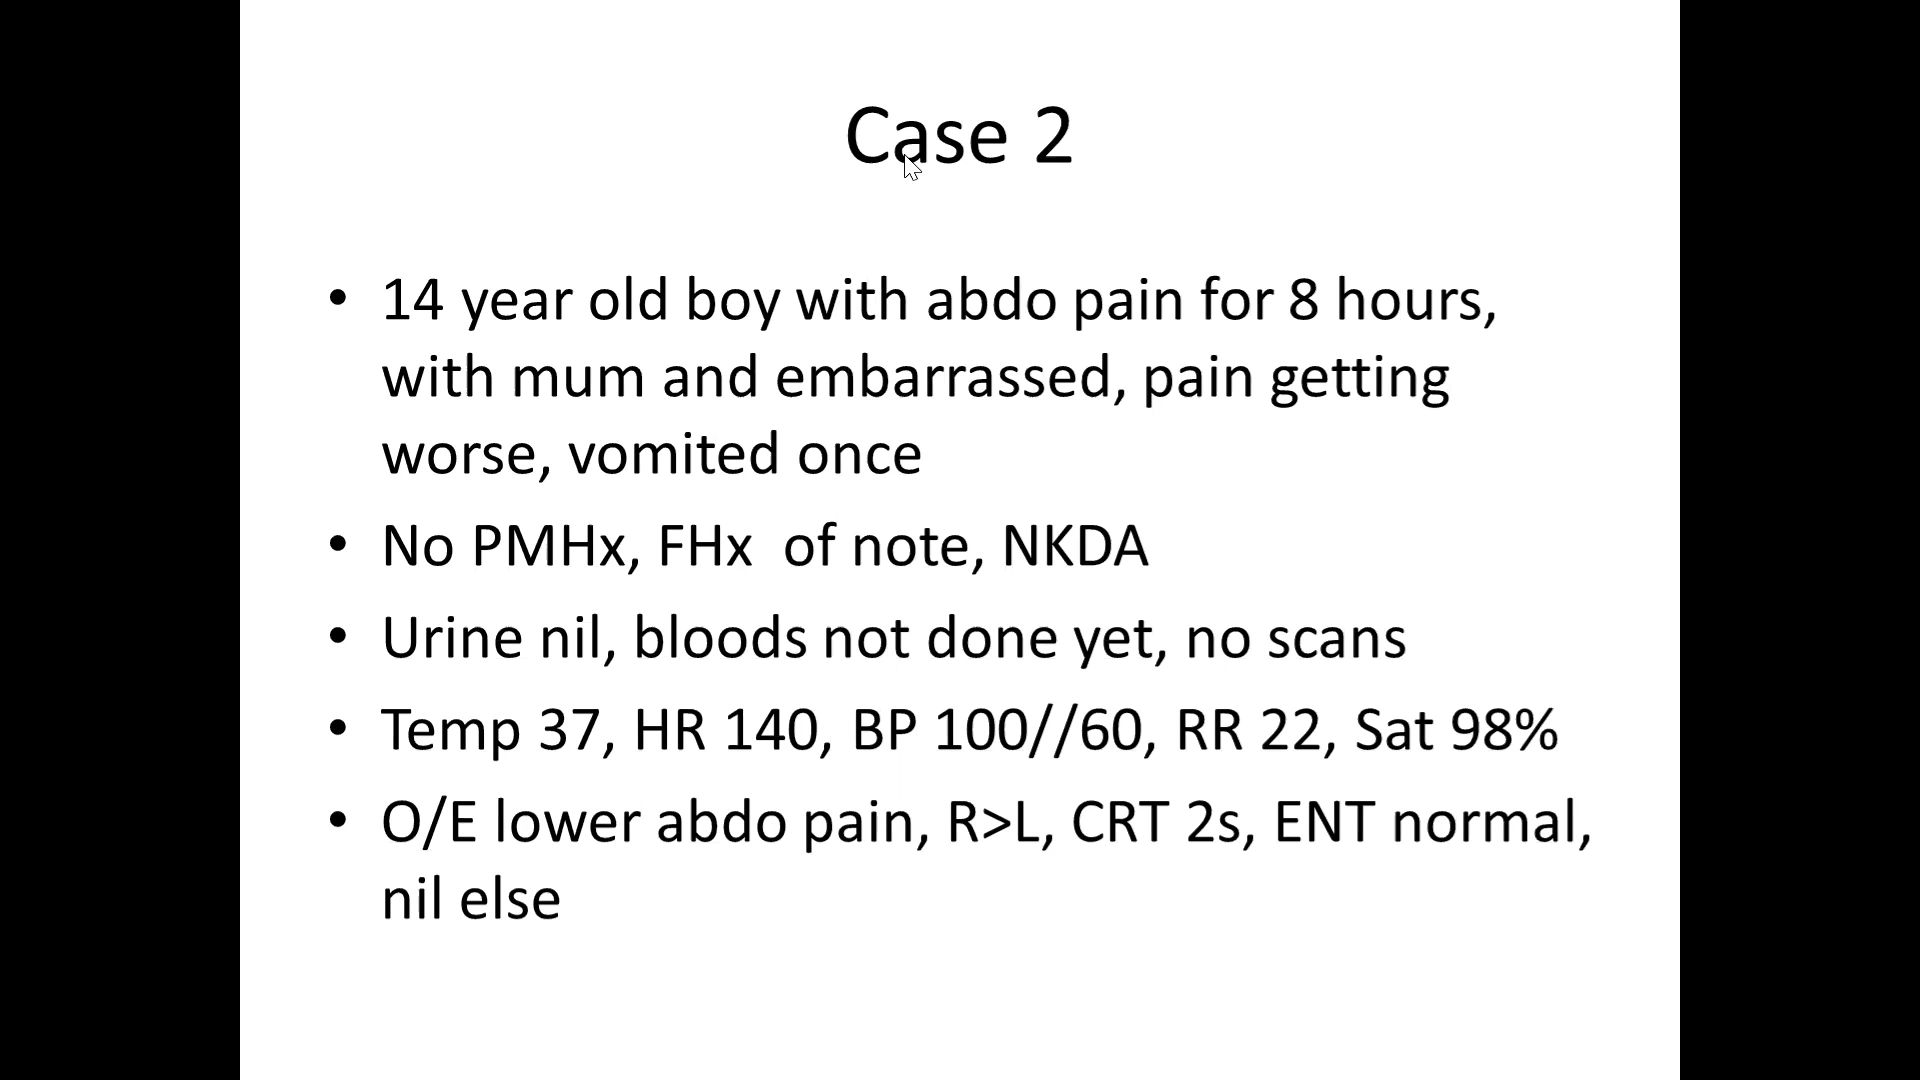 Case 2
• 14 year old boy with abdo pain for 8 hours,
with mum and embarrassed, pain getting
worse, vomited once
• No PMHx, FHx  of note, NKDA
• Urine nil, bloods not done yet, no scans
• Temp 37, HR 140, BP 100//60, RR 22, Sat 98%
• O/E lower abdo pain, R>L, CRT 2s, ENT normal,
nil else